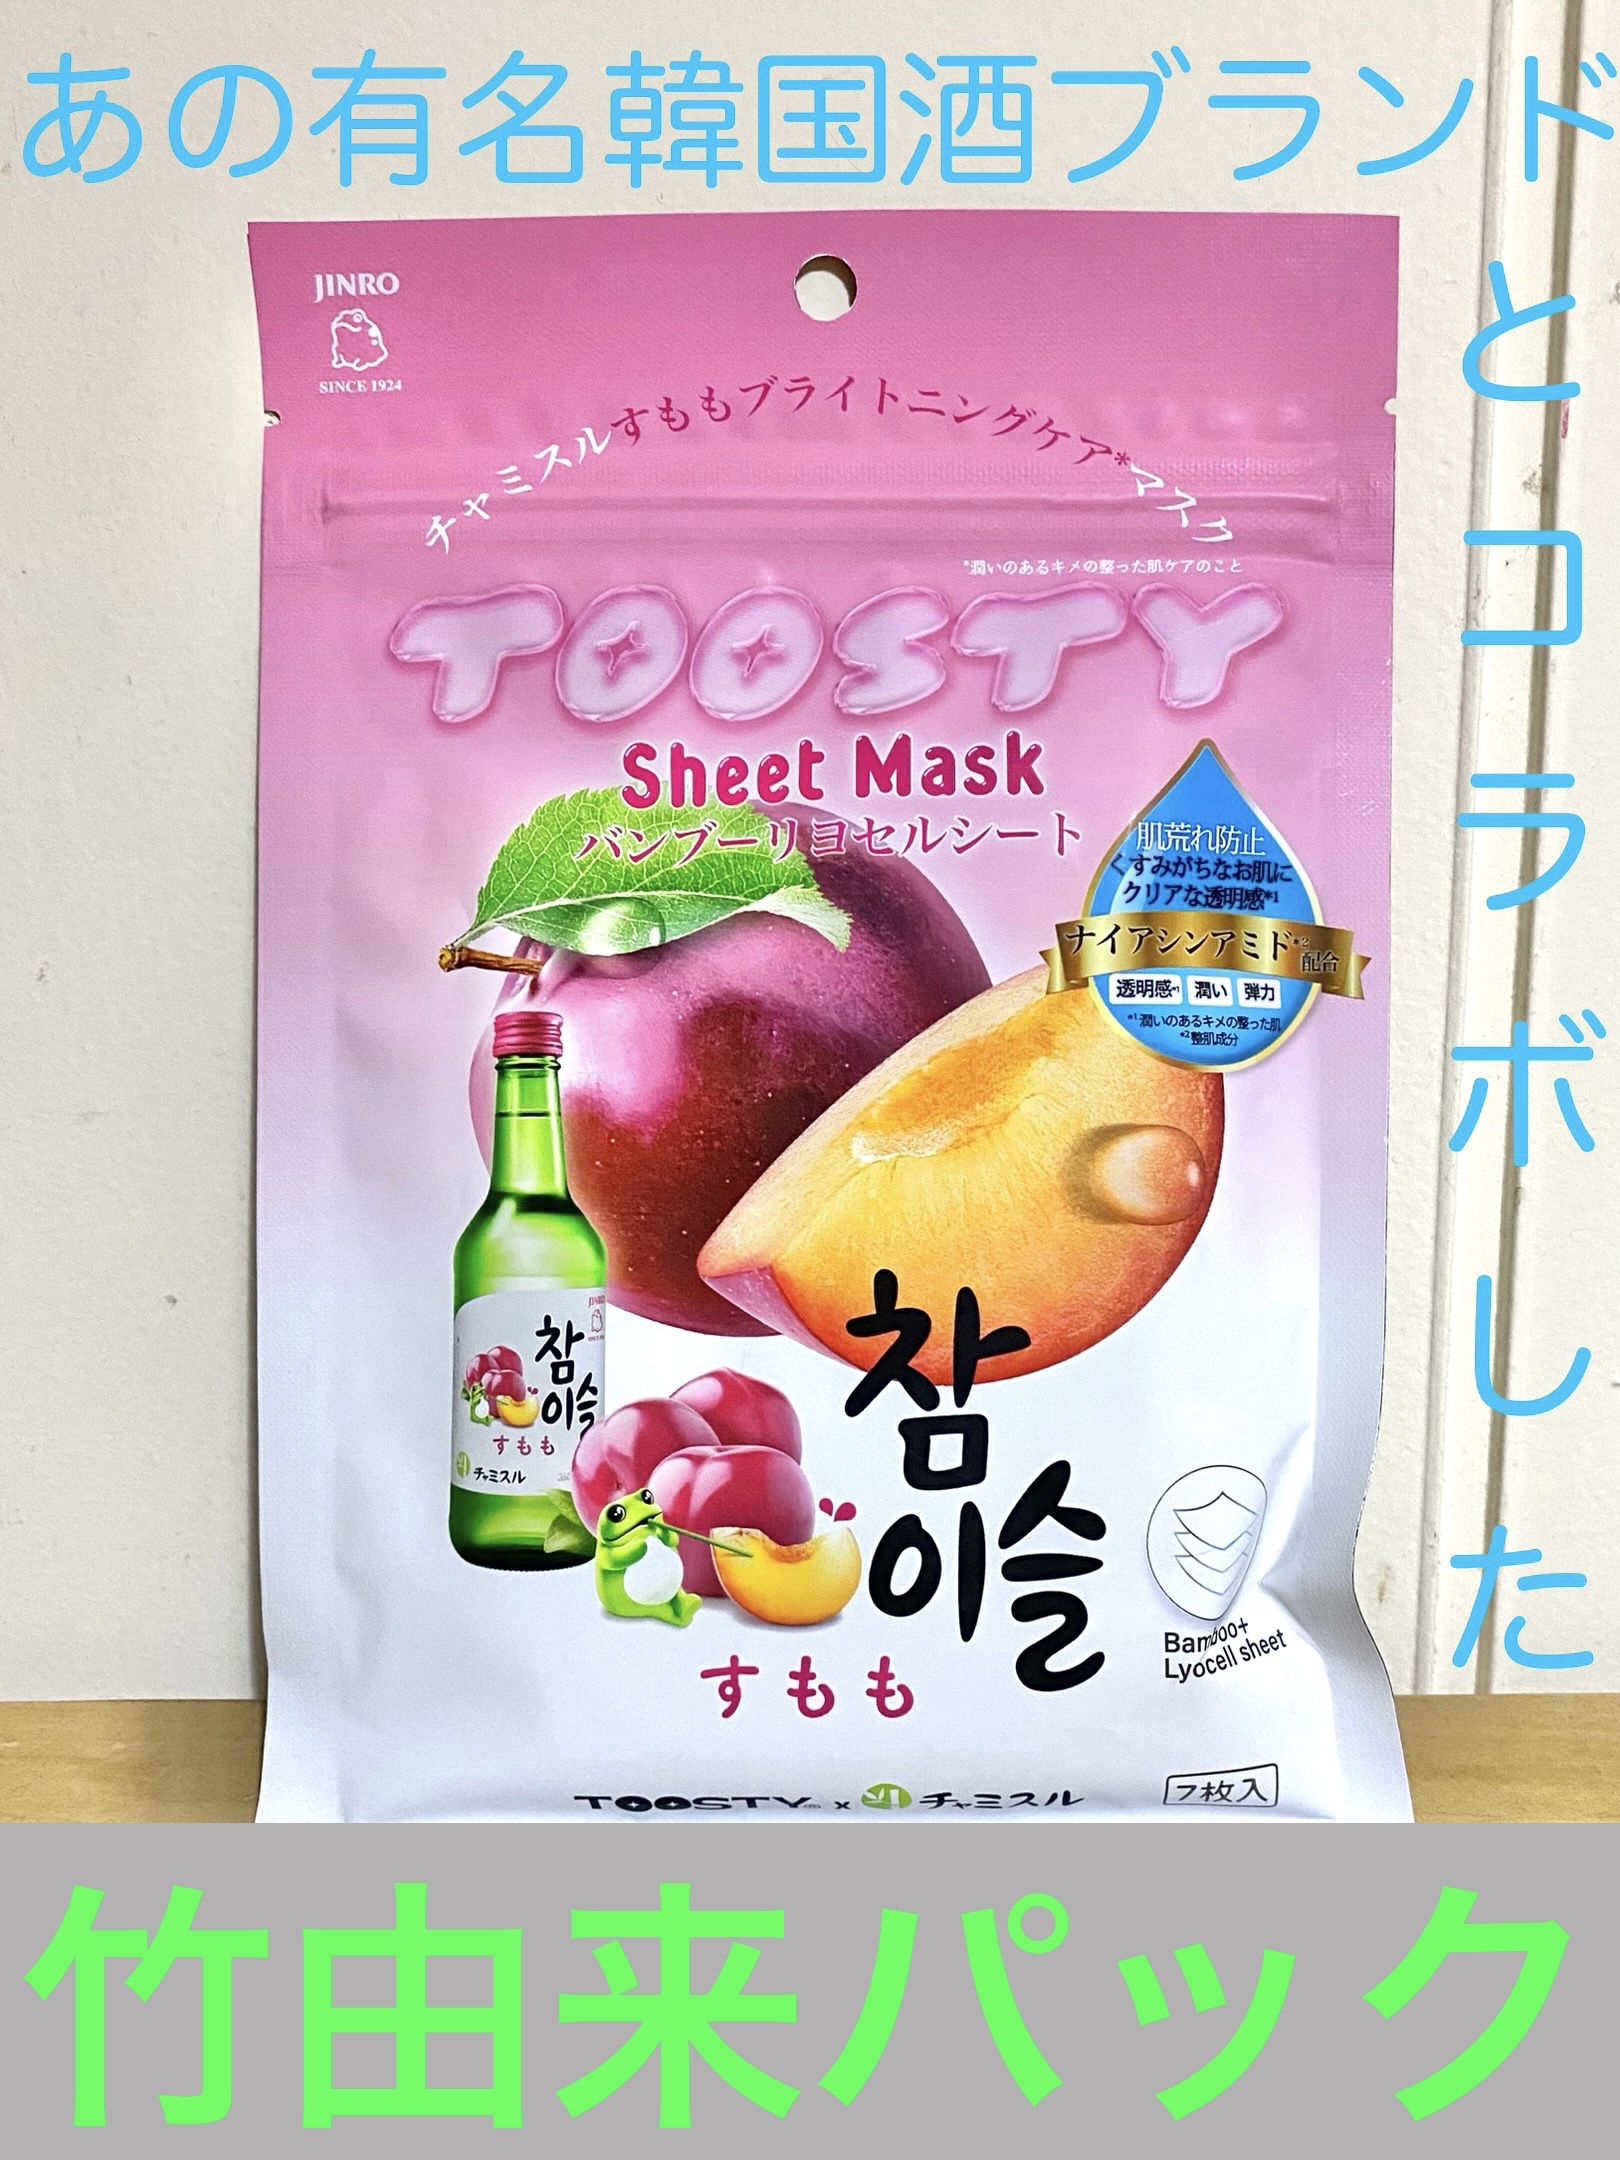 あの有名韓国酒ブランド
とコラボした
JINRO
SINCE 1924
チャミスルすももブライトニングケア*マスク
*潤いのあるキメの整った肌ケアのこと
TOOSTY
Sheet Mask
バンブーリヨセルシート
肌荒れ防止
くすみがちなお肌に
クリアな透明感*1
ナイアシンアミド*2配合
透明感*1 潤い 弾力
*1潤いのあるキメの整った肌
*2整肌成分
JINRO
참
이슬
すもも
チャミスル
참
이슬
すもも
Bamboo+
Lyocell sheet
TOOSTY® x チャミスル
7枚入
竹由来パック